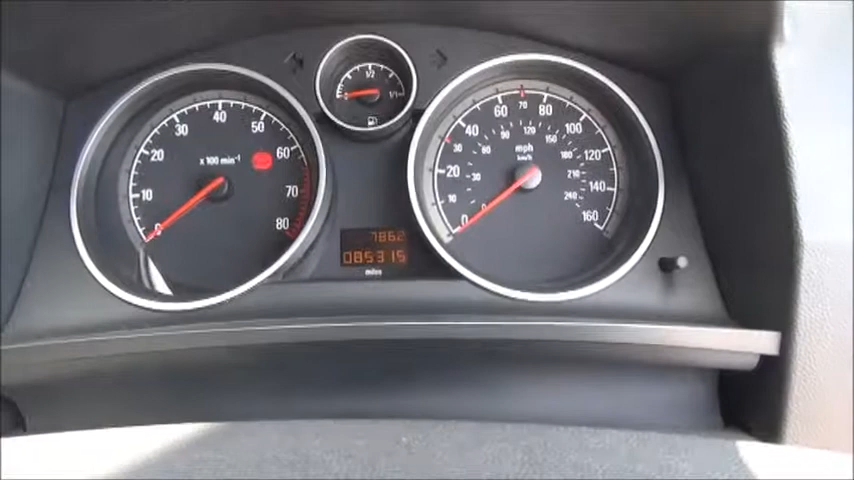 1/2
1/1
0 10 20 30 40 50 60 70 80
x 100 min-1
0 10 20 30 40 50 60 70 80 100 120 140 160
0 30 60 90 120 150 180 210 240
mph
km/h
7862
085315
miles